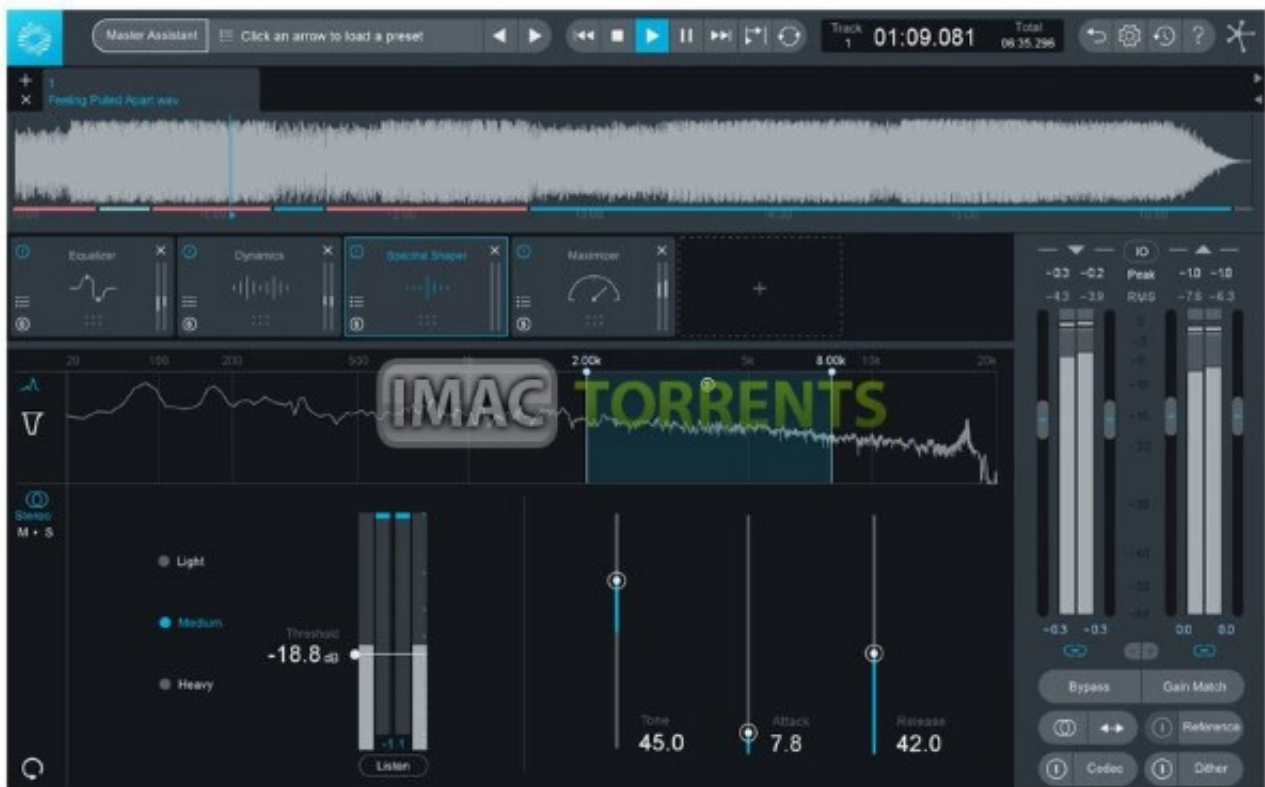 Master Assistant Click an arrow to load a preset Track 1 01:09.081 Total 06:35.296
1
Feeling Pulled Apart.wav
Equalizer Dynamics Spectral Shaper Maximizer
IO
-0.3 -0.2 Peak -1.0 -1.0
-4.3 -3.9 RMS -7.6 -6.3
20 100 200 500 1k 2.00k 5k 8.00k 10k 20k
IMAC TORRENTS
Stereo
M + S
Light
Medium
Heavy
Threshold
-18.8 dB
-1.1
Listen
Tone
45.0
Attack
7.8
Release
42.0
-0.3 -0.3 0.0 0.0
Bypass Gain Match
Reference
Codec Dither